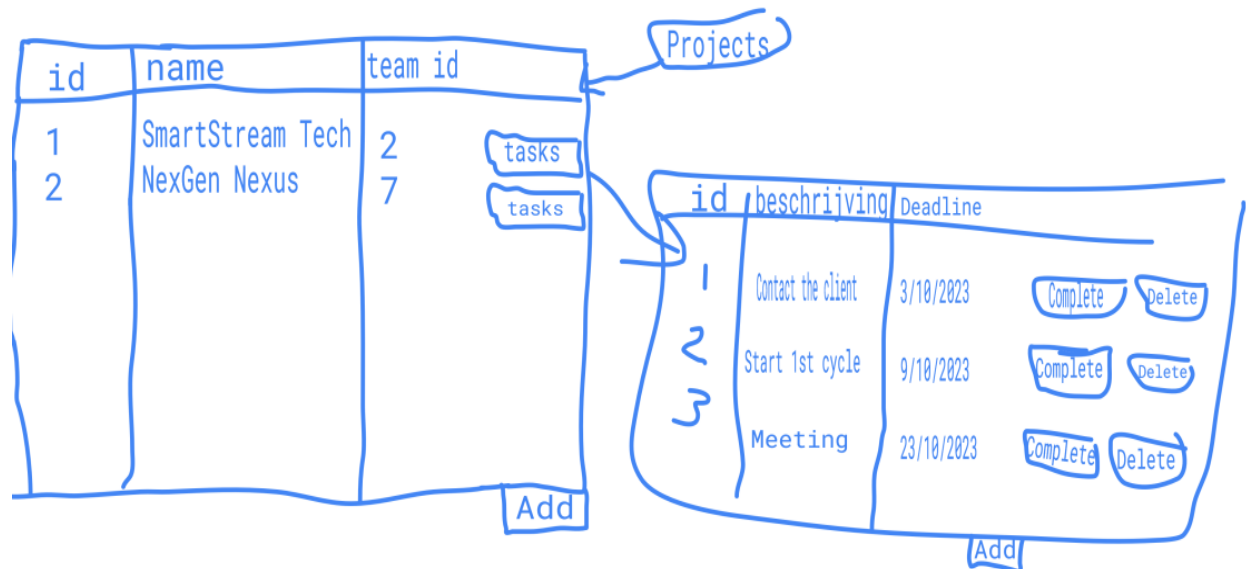 Projects
id name team id
1 SmartStream Tech 2 tasks
2 NexGen Nexus 7 tasks
Add
id beschrijving Deadline
1 Contact the client 3/10/2023 Complete Delete
2 Start 1st cycle 9/10/2023 Complete Delete
3 Meeting 23/10/2023 Complete Delete
Add